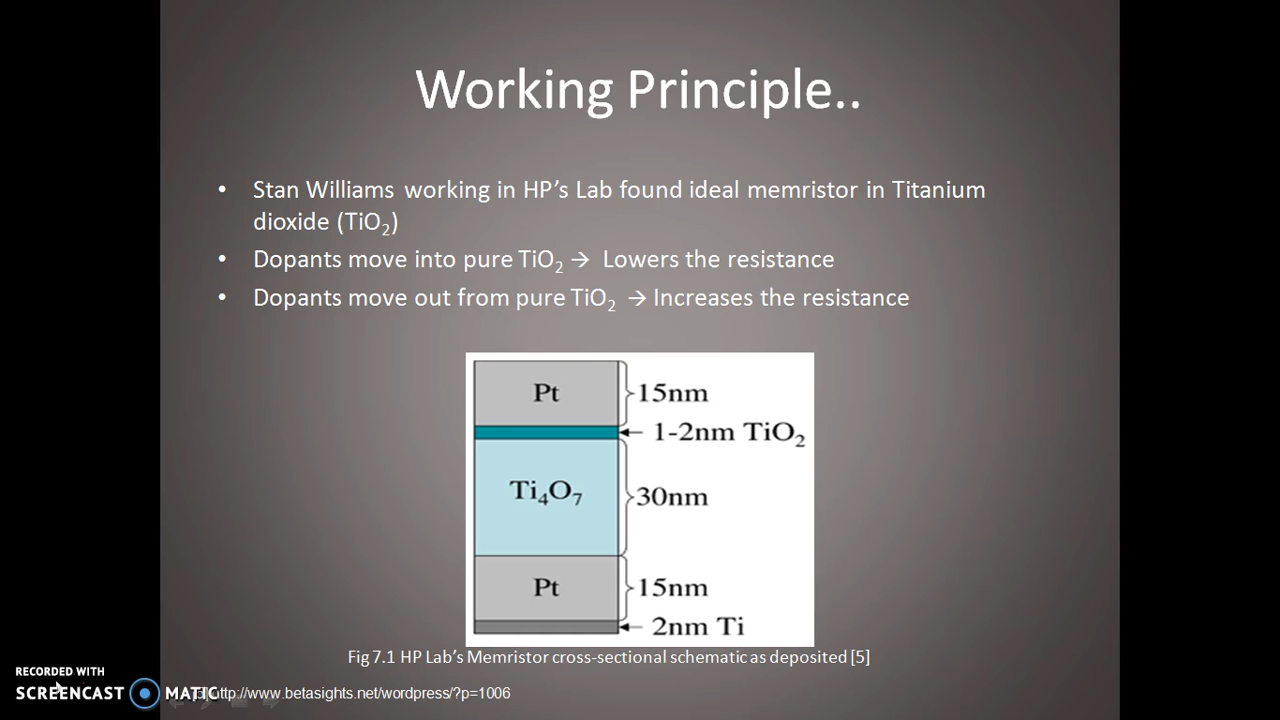 Working Principle..
• Stan Williams working in HP's Lab found ideal memristor in Titanium
dioxide (TiO₂)
• Dopants move into pure TiO₂ → Lowers the resistance
• Dopants move out from pure TiO₂ → Increases the resistance
Pt
15nm
1-2nm TiO₂
Ti₄O₇
30nm
Pt
15nm
2nm Ti
Fig 7.1 HP Lab's Memristor cross-sectional schematic as deposited [5]
RECORDED WITH
SCREENCAST MATIC
http://www.betasights.net/wordpress/?p=1006